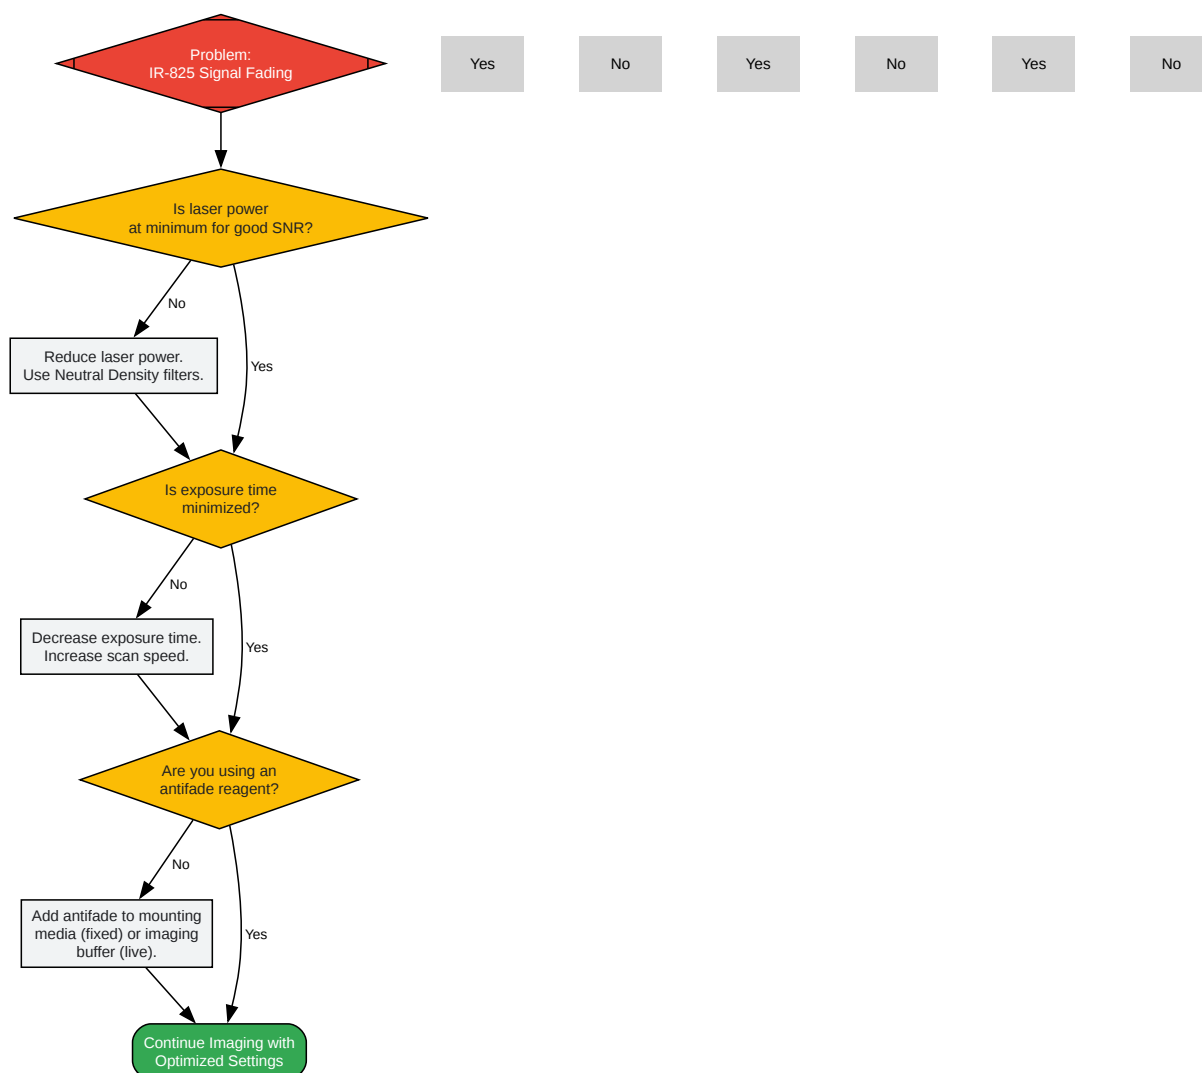 Problem:
IR-825 Signal Fading
Yes
No
Yes
No
Yes
No
Is laser power
at minimum for good SNR?
No
Reduce laser power.
Use Neutral Density filters.
Yes
Is exposure time
minimized?
No
Decrease exposure time.
Increase scan speed.
Yes
Are you using an
antifade reagent?
No
Add antifade to mounting
media (fixed) or imaging
buffer (live).
Yes
Continue Imaging with
Optimized Settings